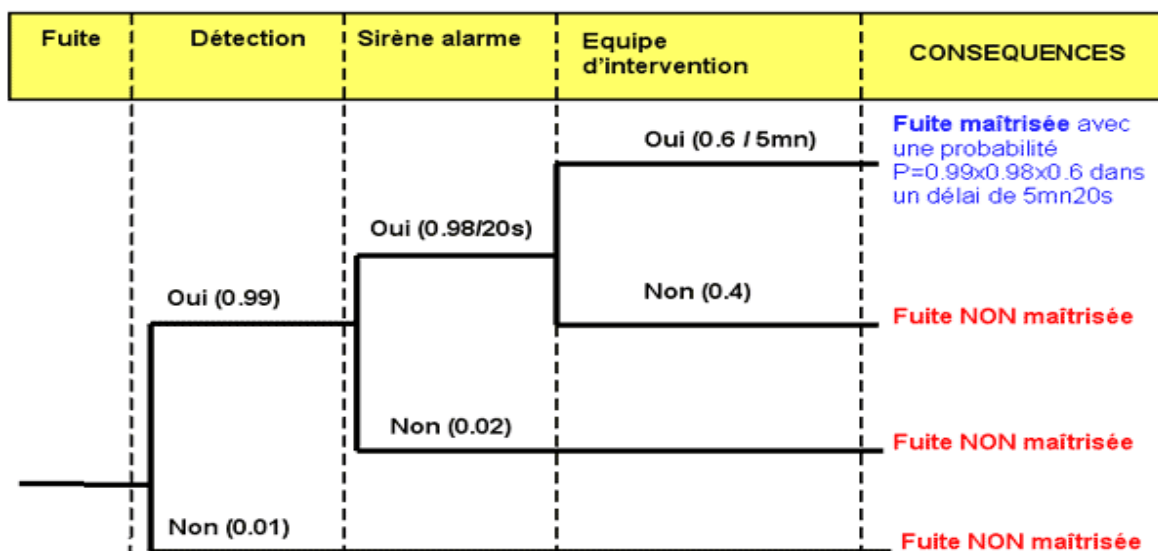 Fuite
Détection
Sirène alarme
Equipe
d'intervention
CONSEQUENCES
Oui (0.6 / 5mn)
Fuite maîtrisée avec
une probabilité
P=0.99x0.98x0.6 dans
un délai de 5mn20s
Oui (0.98/20s)
Oui (0.99)
Non (0.4)
Fuite NON maîtrisée
Non (0.02)
Fuite NON maîtrisée
Non (0.01)
Fuite NON maîtrisée